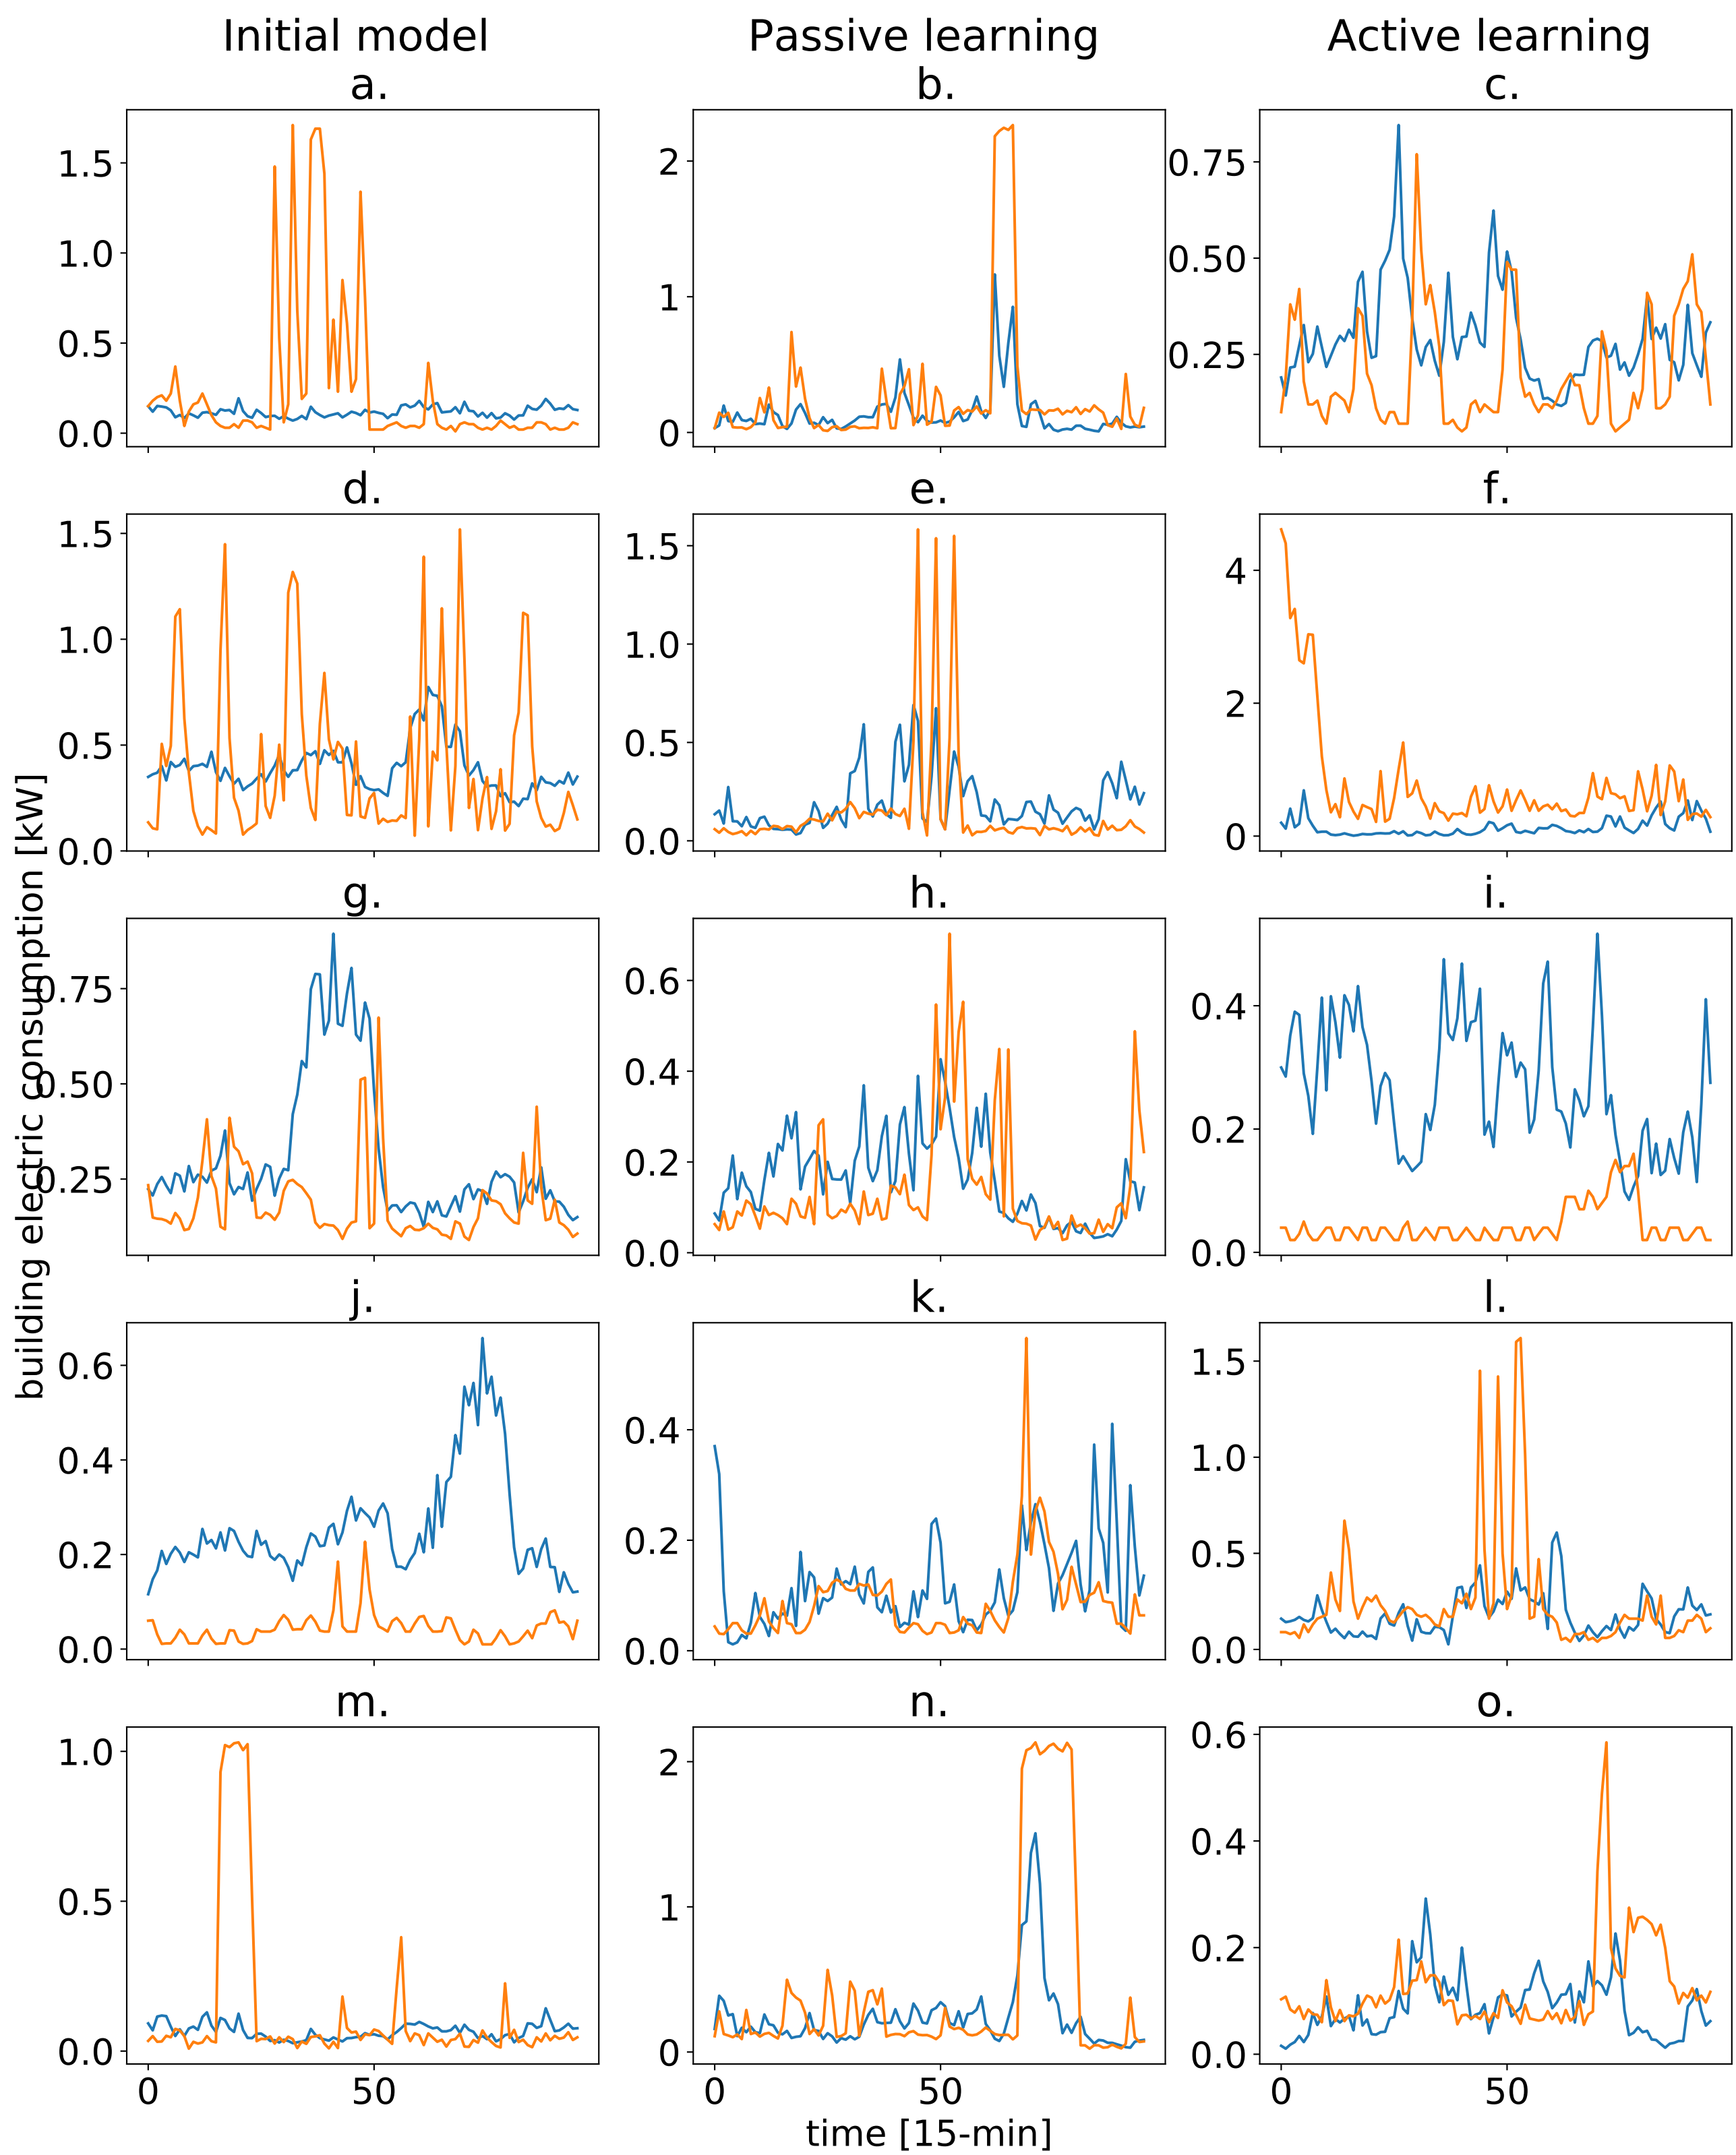 Initial model
Passive learning
Active learning
a.
b.
c.
1.5
1.0
0.5
0.0
2
1
0
0.75
0.50
0.25
d.
e.
f.
1.5
1.0
0.5
0.0
1.5
1.0
0.5
0.0
4
2
0
g.
h.
i.
0.75
0.50
0.25
0.6
0.4
0.2
0.0
0.4
0.2
0.0
building electric consumption [kW]
j.
k.
l.
0.6
0.4
0.2
0.0
0.4
0.2
0.0
1.5
1.0
0.5
0.0
m.
n.
o.
1.0
0.5
0.0
2
1
0
0.6
0.4
0.2
0.0
0
50
0
50
0
50
time [15-min]